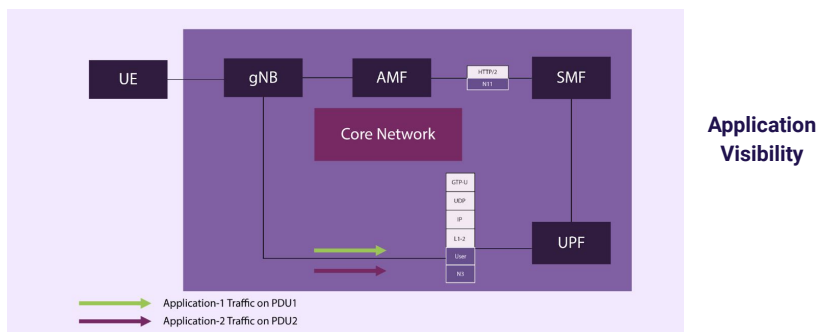 UE
gNB
AMF
HTTP/2
N11
SMF
Core Network
GTP-U
UDP
IP
L1-2
User
N3
UPF
Application-1 Traffic on PDU1
Application-2 Traffic on PDU2
Application
Visibility